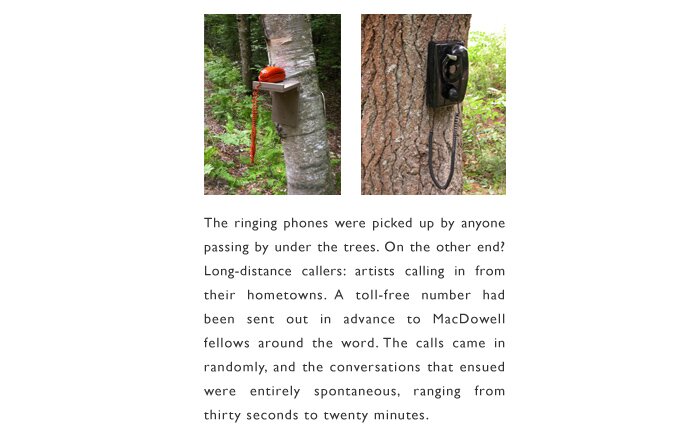 The ringing phones were picked up by anyone
passing by under the trees. On the other end?
Long-distance callers: artists calling in from
their hometowns. A toll-free number had
been sent out in advance to MacDowell
fellows around the word. The calls came in
randomly, and the conversations that ensued
were entirely spontaneous, ranging from
thirty seconds to twenty minutes.